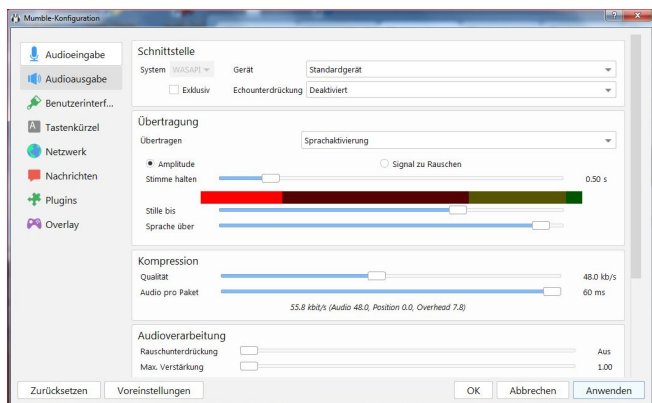 Mumble-Konfiguration
Audioeingabe
Audioausgabe
Benutzerinterf...
Tastenkürzel
Netzwerk
Nachrichten
Plugins
Overlay
Schnittstelle
System WASAPI Gerät Standardgerät
Exklusiv Echounterdrückung Deaktiviert
Übertragung
Übertragen Sprachaktivierung
Amplitude Signal zu Rauschen
Stimme halten 0.50 s
Stille bis
Sprache über
Kompression
Qualität 48.0 kb/s
Audio pro Paket 60 ms
55.8 kbit/s (Audio 48.0, Position 0.0, Overhead 7.8)
Audioverarbeitung
Rauschunterdrückung Aus
Max. Verstärkung 1.00
Zurücksetzen Voreinstellungen OK Abbrechen Anwenden